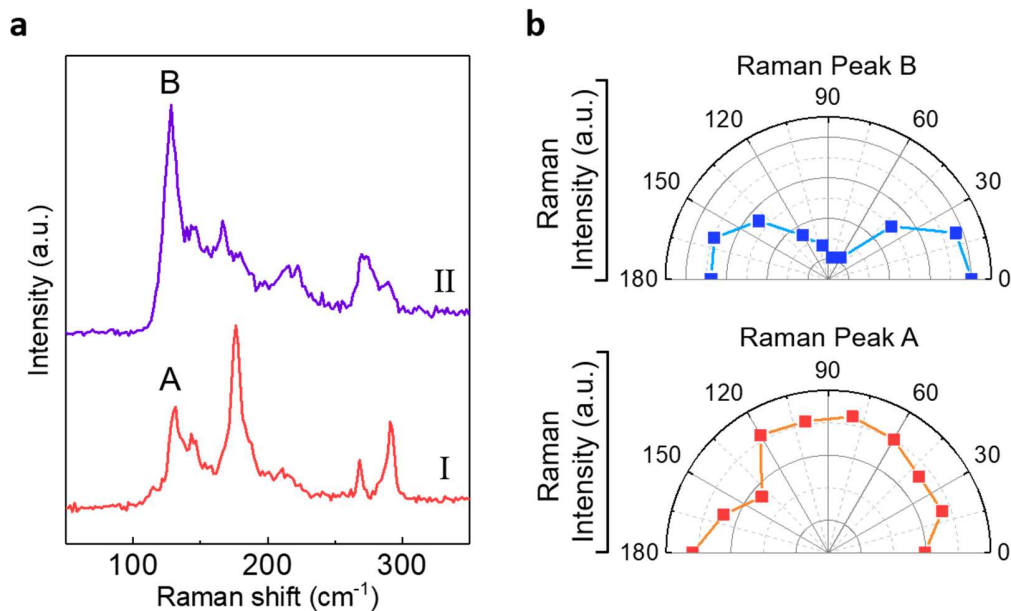 a
B
II
A
I
Intensity (a.u.)
100
200
300
Raman shift (cm⁻¹)
b
Raman Peak B
Raman
Intensity (a.u.)
90
120
60
150
30
180
0
Raman Peak A
Raman
Intensity (a.u.)
90
120
60
150
30
180
0